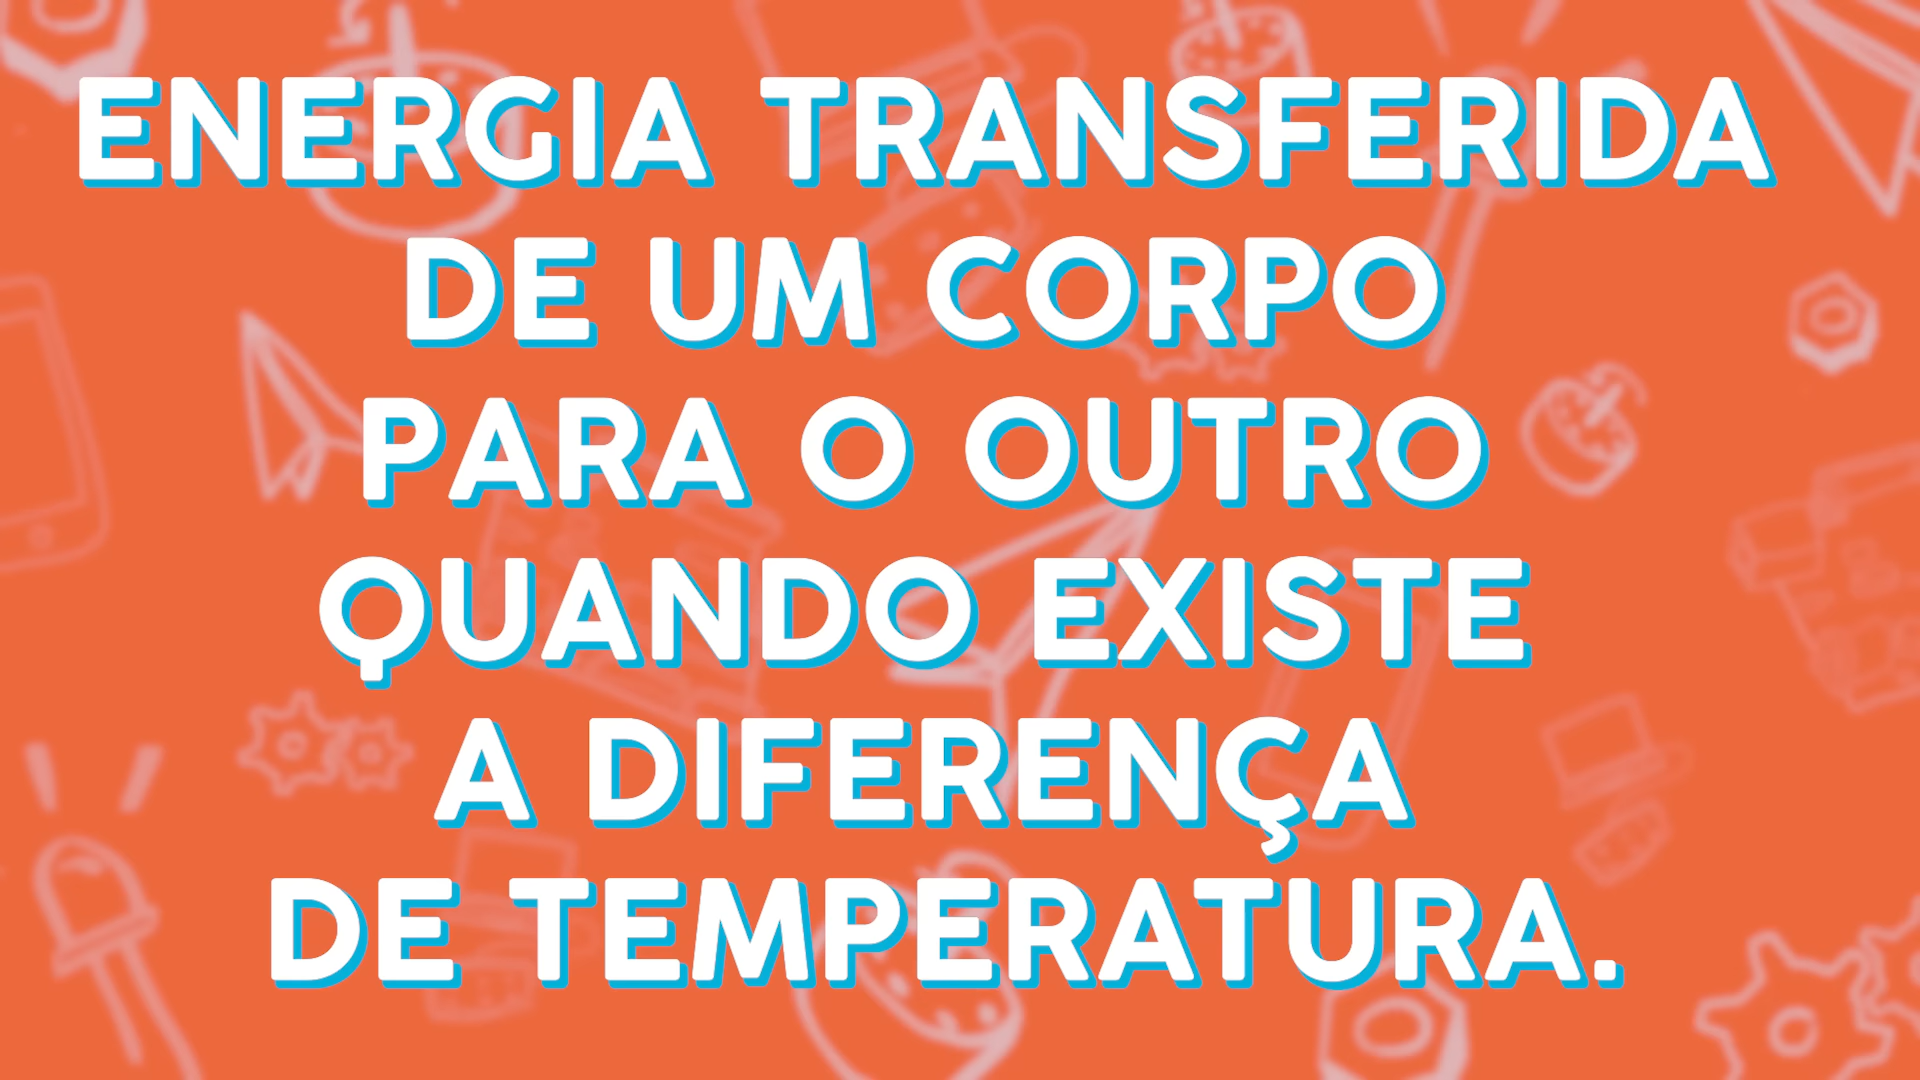 ENERGIA TRANSFERIDA
DE UM CORPO
PARA O OUTRO
QUANDO EXISTE
A DIFERENÇA
DE TEMPERATURA.